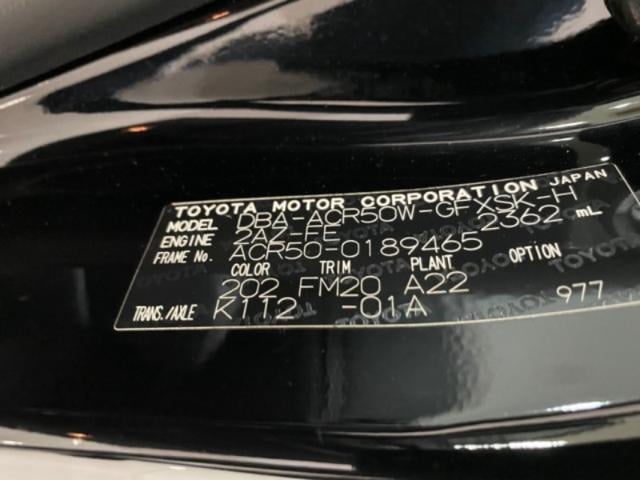 TOYOTA MOTOR CORPORATION JAPAN
MODEL DBA-ACR50W-GFXSK-H
ENGINE 2AZ-FE 2362 mL
FRAME No. ACR50-0189465
COLOR TRIM PLANT OPTION
202 FM20 A22
TRANS./AXLE K112 -01A 977